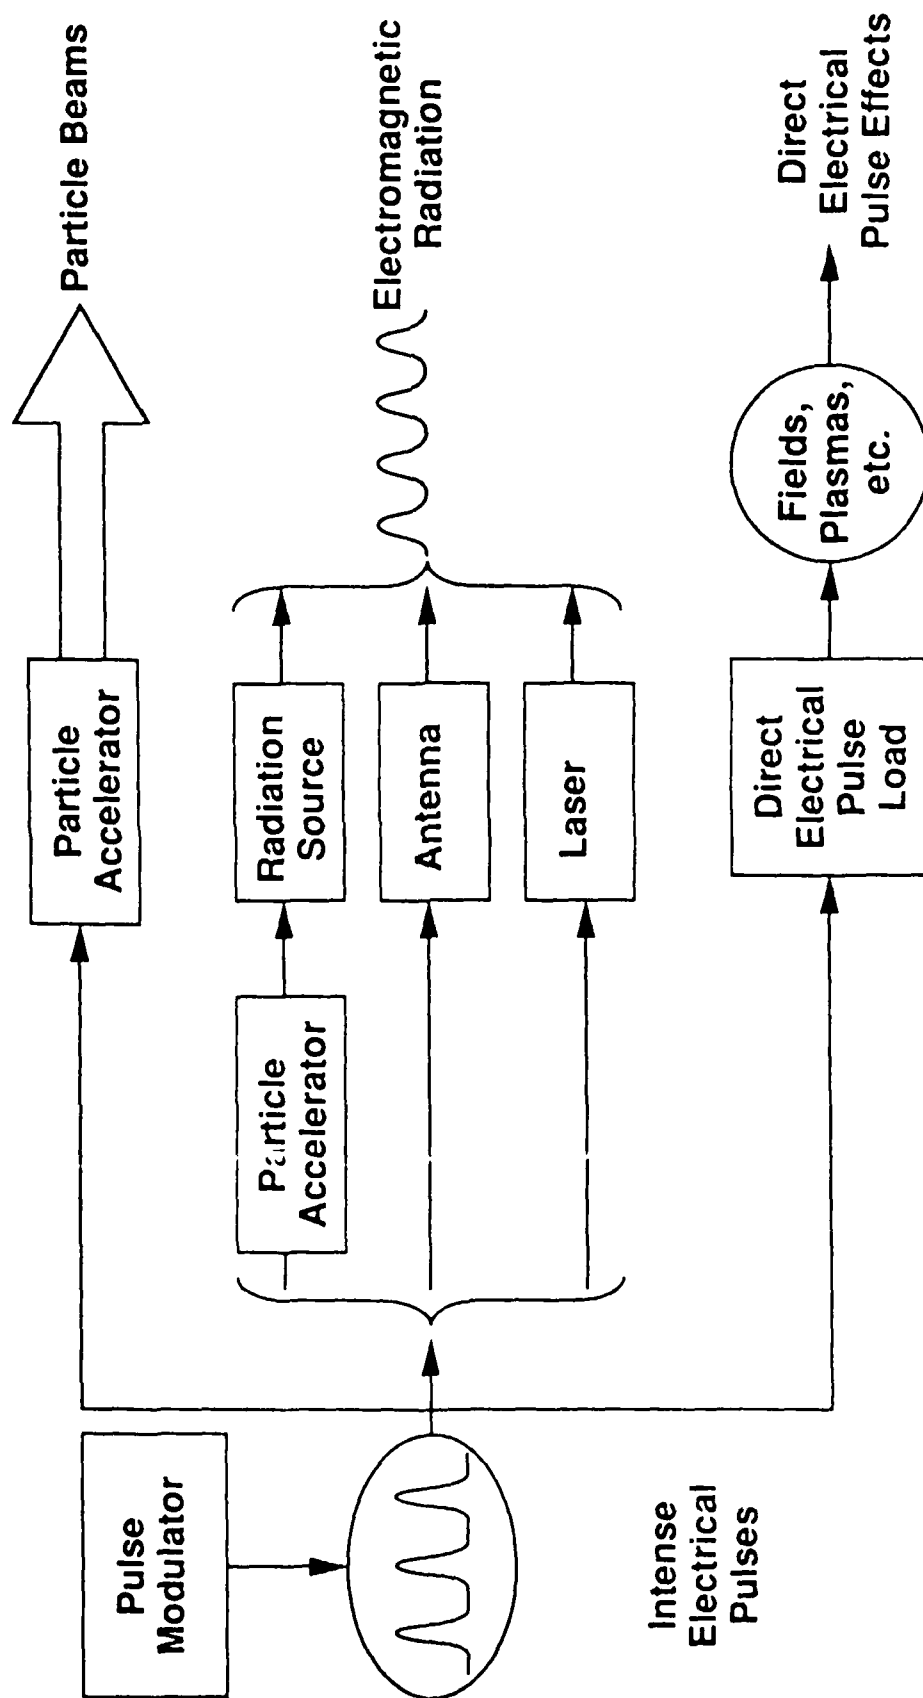 Pulse
Modulator
Intense
Electrical
Pulses
Particle
Accelerator
Particle Beams
Particle
Accelerator
Radiation
Source
Antenna
Laser
Electromagnetic
Radiation
Direct
Electrical
Pulse
Load
Fields,
Plasmas,
etc.
Direct
Electrical
Pulse Effects